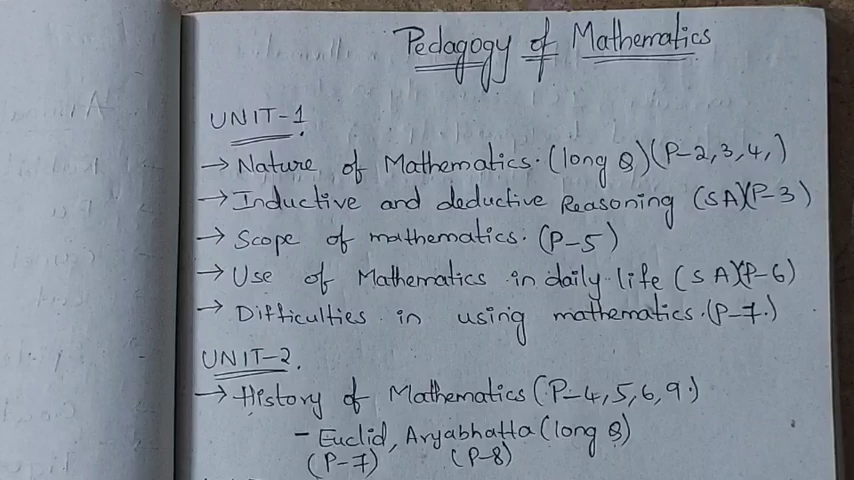 Pedagogy of Mathematics
UNIT-1
→ Nature of Mathematics. (long Q) (P-2,3,4,)
→ Inductive and deductive Reasoning (SA)(P-3)
→ Scope of mathematics. (P-5)
→ Use of Mathematics in daily life (SA)(P-6)
→ Difficulties in using mathematics. (P-7.)
UNIT-2.
→ History of Mathematics (P-4,5,6,9.)
- Euclid, Aryabhatta (long Q)
(P-7) (P-8)